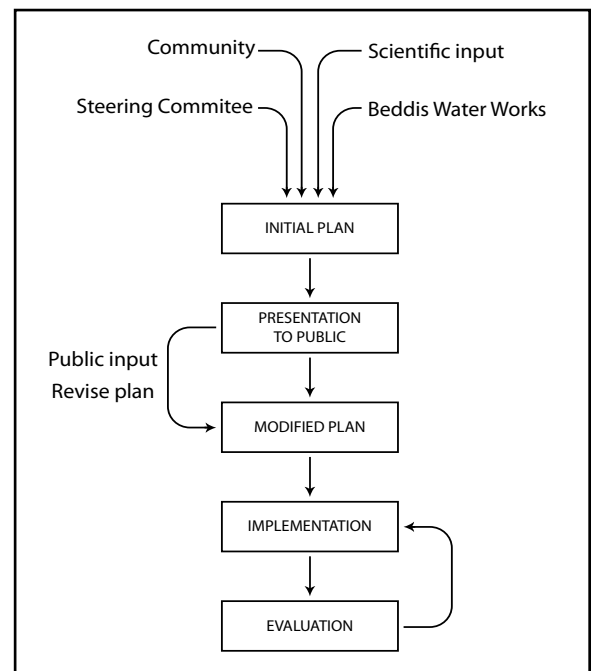 Community
Scientific input
Steering Commitee
Beddis Water Works
INITIAL PLAN
PRESENTATION
TO PUBLIC
Public input
Revise plan
MODIFIED PLAN
IMPLEMENTATION
EVALUATION